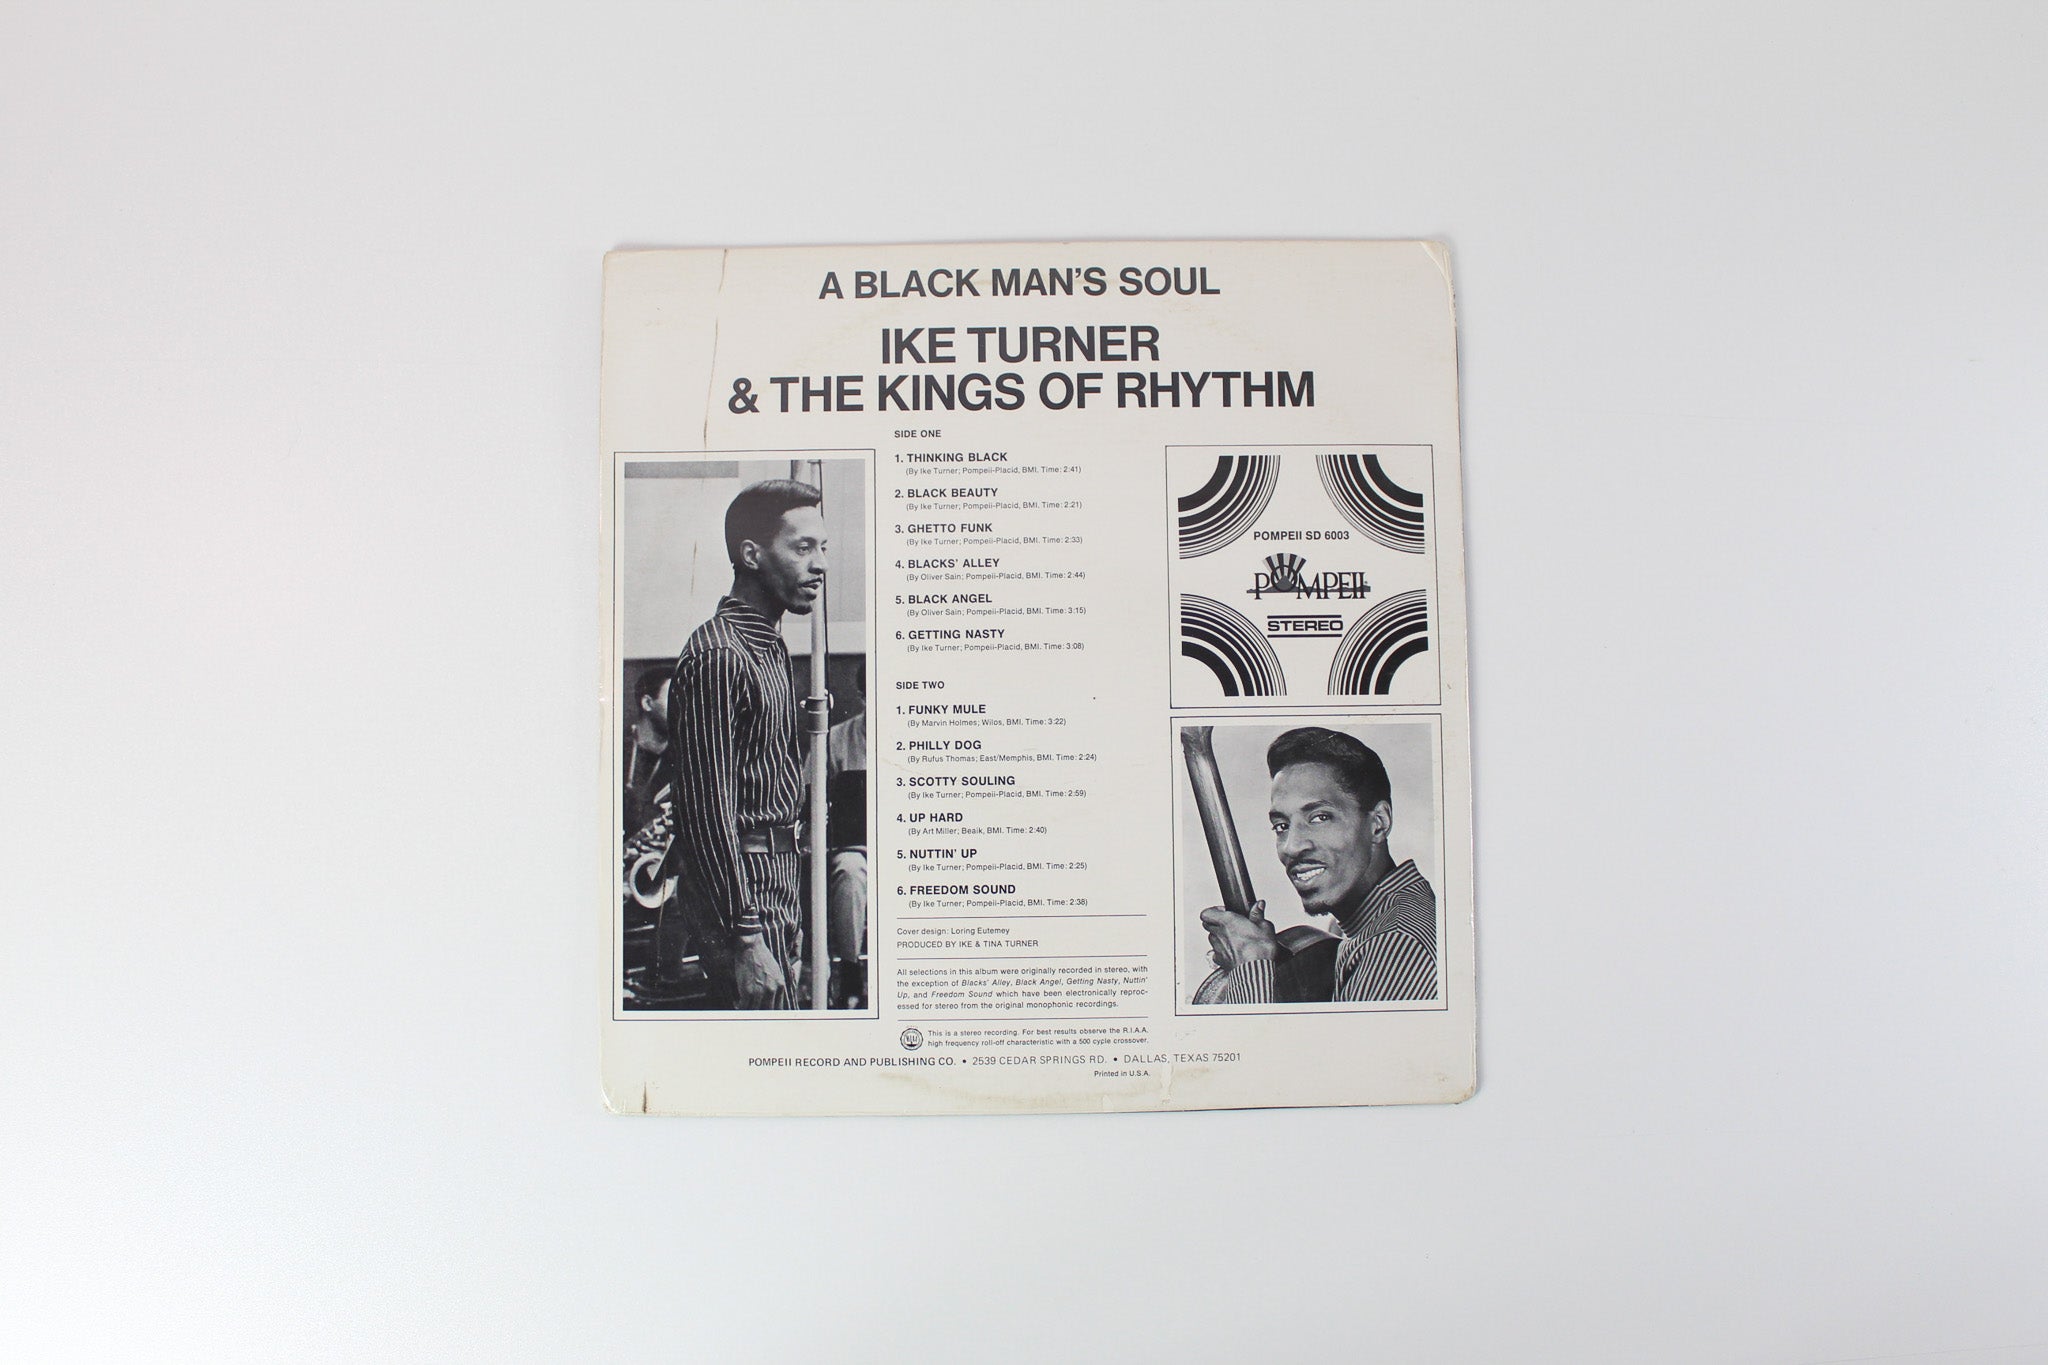 A BLACK MAN'S SOUL
IKE TURNER
& THE KINGS OF RHYTHM
SIDE ONE
1. THINKING BLACK
(By Ike Turner; Pompeii-Placid, BMI. Time: 2:41)
2. BLACK BEAUTY
(By Ike Turner; Pompeii-Placid, BMI. Time: 2:21)
3. GHETTO FUNK
(By Ike Turner; Pompeii-Placid, BMI. Time: 2:33)
4. BLACKS' ALLEY
(By Oliver Sain; Pompeii-Placid, BMI. Time: 2:44)
5. BLACK ANGEL
(By Oliver Sain; Pompeii-Placid, BMI. Time: 3:15)
6. GETTING NASTY
(By Ike Turner; Pompeii-Placid, BMI. Time: 3:08)
SIDE TWO
1. FUNKY MULE
(By Marvin Holmes; Wilos, BMI. Time: 3:22)
2. PHILLY DOG
(By Rufus Thomas; East/Memphis, BMI. Time: 2:24)
3. SCOTTY SOULING
(By Ike Turner; Pompeii-Placid, BMI. Time: 2:59)
4. UP HARD
(By Art Miller; Beaik, BMI. Time: 2:40)
5. NUTTIN' UP
(By Ike Turner; Pompeii-Placid, BMI. Time: 2:25)
6. FREEDOM SOUND
(By Ike Turner; Pompeii-Placid, BMI. Time: 2:38)
Cover design: Loring Eutemey
PRODUCED BY IKE & TINA TURNER
All selections in this album were originally recorded in stereo, with
the exception of Blacks' Alley, Black Angel, Getting Nasty, Nuttin'
Up, and Freedom Sound which have been electronically reproc-
essed for stereo from the original monophonic recordings.
This is a stereo recording. For best results observe the R.I.A.A.
high frequency roll-off characteristic with a 500 cycle crossover.
POMPEII SD 6003
POMPEII
STEREO
POMPEII RECORD AND PUBLISHING CO. • 2539 CEDAR SPRINGS RD. • DALLAS, TEXAS 75201
Printed in U.S.A.